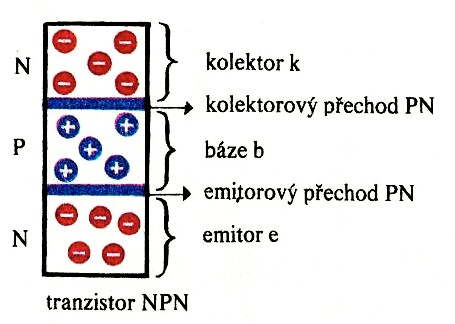 N
kolektor k
kolektorový přechod PN
P
báze b
emitorový přechod PN
N
emitor e
tranzistor NPN